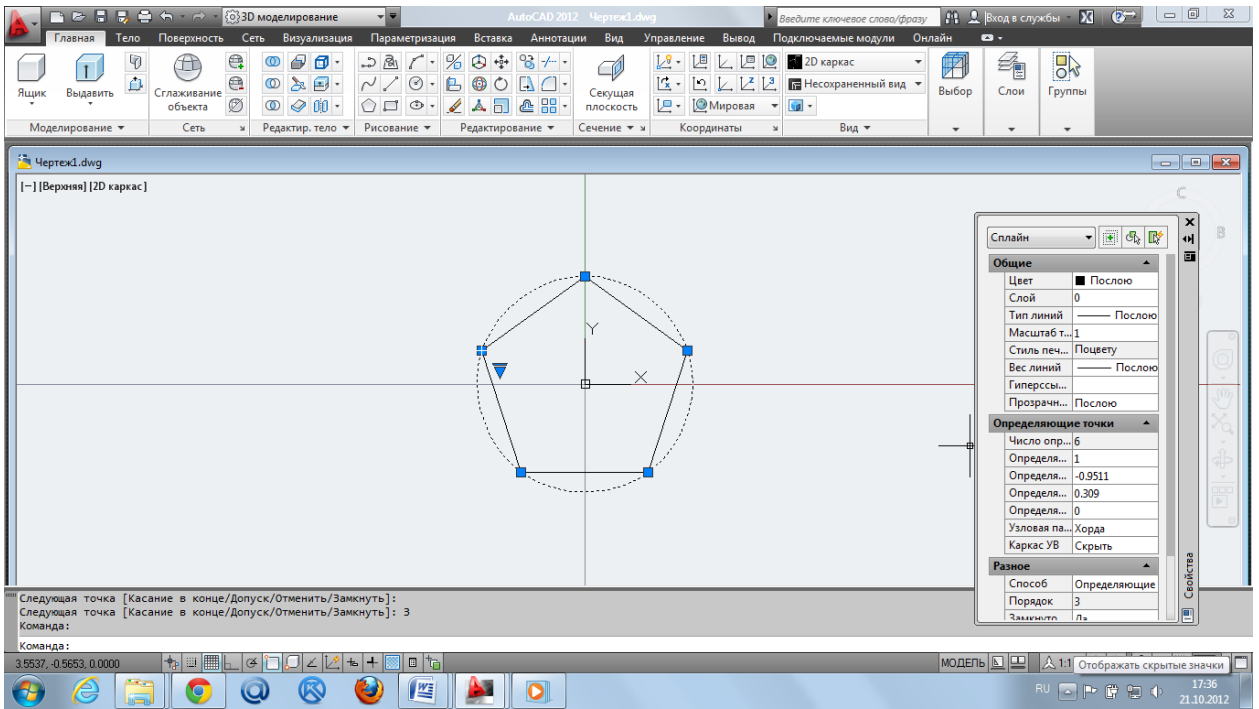 3D моделирование
AutoCAD 2012 Чертеж1.dwg
Введите ключевое слово/фразу
Вход в службы
Главная Тело Поверхность Сеть Визуализация Параметризация Вставка Аннотации Вид Управление Вывод Подключаемые модули Онлайн
Ящик
Выдавить
Сглаживание
объекта
Секущая
плоскость
Мировая
2D каркас
Несохраненный вид
Выбор
Слои
Группы
Моделирование Сеть Редактир. тело Рисование Редактирование Сечение Координаты Вид
Чертеж1.dwg
[−] [Верхняя] [2D каркас]
С
В
Y
X
Сплайн
Общие
Цвет Послою
Слой 0
Тип линий Послою
Масштаб т... 1
Стиль печ... Поцвету
Вес линий Послою
Гиперссы...
Прозрачн... Послою
Определяющие точки
Число опр... 6
Определя... 1
Определя... -0.9511
Определя... 0.309
Определя... 0
Узловая па... Хорда
Каркас УВ Скрыть
Разное
Способ Определяющие
Порядок 3
Замкнуто Да
Свойства
Следующая точка [Касание в конце/Допуск/Отменить/Замкнуть]:
Следующая точка [Касание в конце/Допуск/Отменить/Замкнуть]: З
Команда:
Команда:
3.5537, -0.5653, 0.0000
МОДЕЛЬ
1:1
Отображать скрытые значки
RU
17:36
21.10.2012